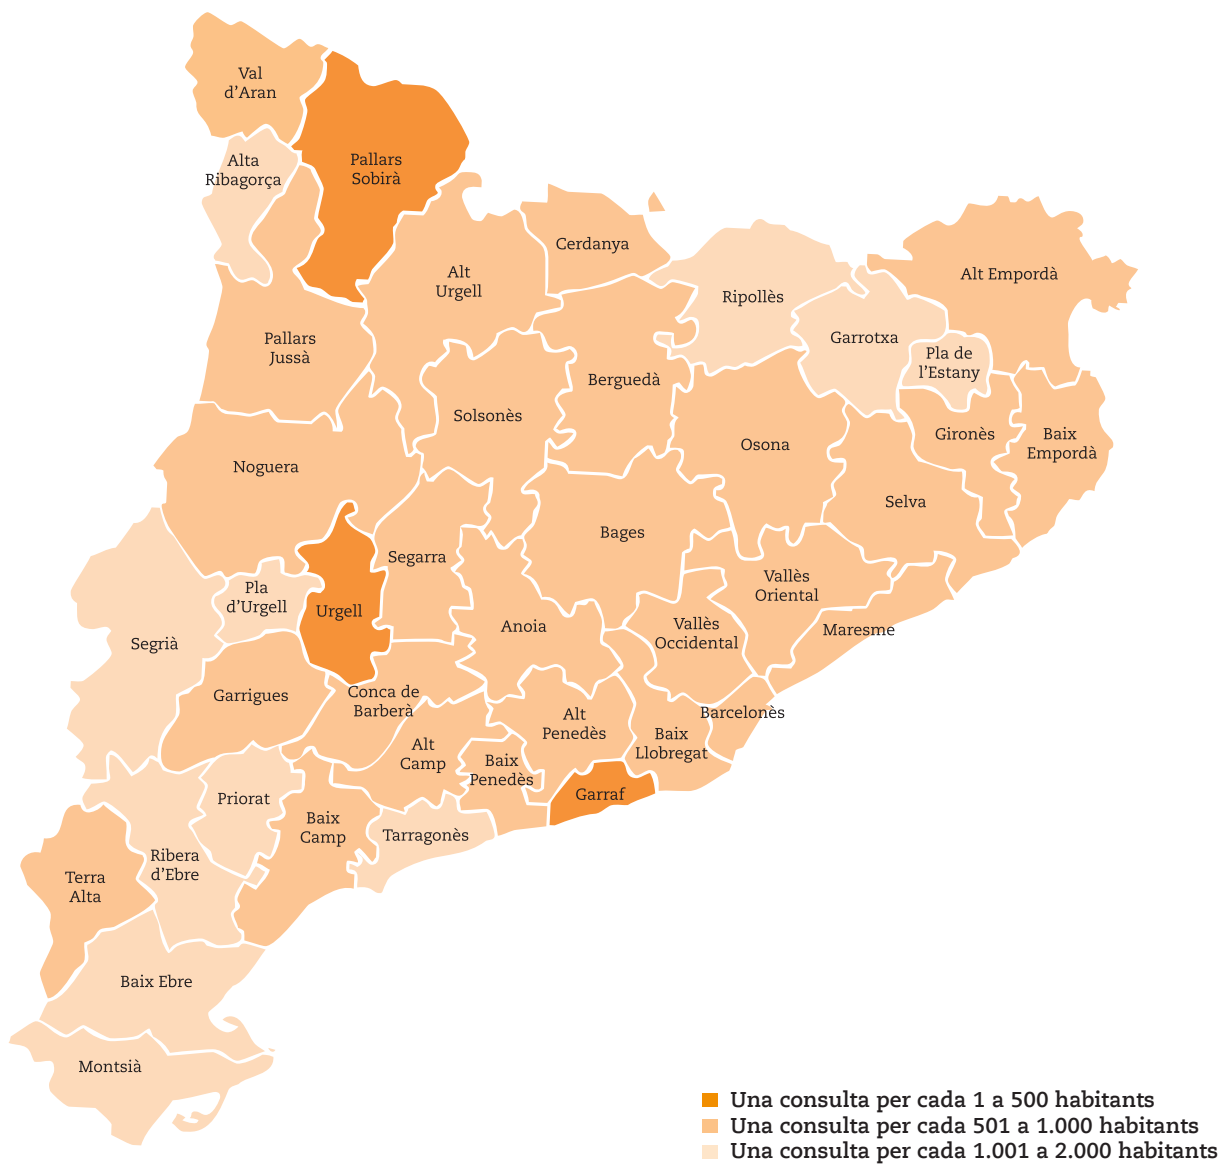 Val
d'Aran
Alta
Ribagorça
Pallars
Sobirà
Cerdanya
Alt
Urgell
Ripollès
Alt Empordà
Garrotxa
Pla de
l'Estany
Pallars
Jussà
Berguedà
Solsonès
Osona
Gironès
Baix
Empordà
Noguera
Selva
Bages
Segarra
Vallès
Oriental
Pla
d'Urgell
Urgell
Anoia
Vallès
Occidental
Maresme
Segrià
Garrigues
Conca de
Barberà
Barcelonès
Alt
Penedès
Baix
Llobregat
Alt
Camp
Baix
Penedès
Garraf
Priorat
Baix
Camp
Tarragonès
Ribera
d'Ebre
Terra
Alta
Baix Ebre
Montsià
Una consulta per cada 1 a 500 habitants
Una consulta per cada 501 a 1.000 habitants
Una consulta per cada 1.001 a 2.000 habitants